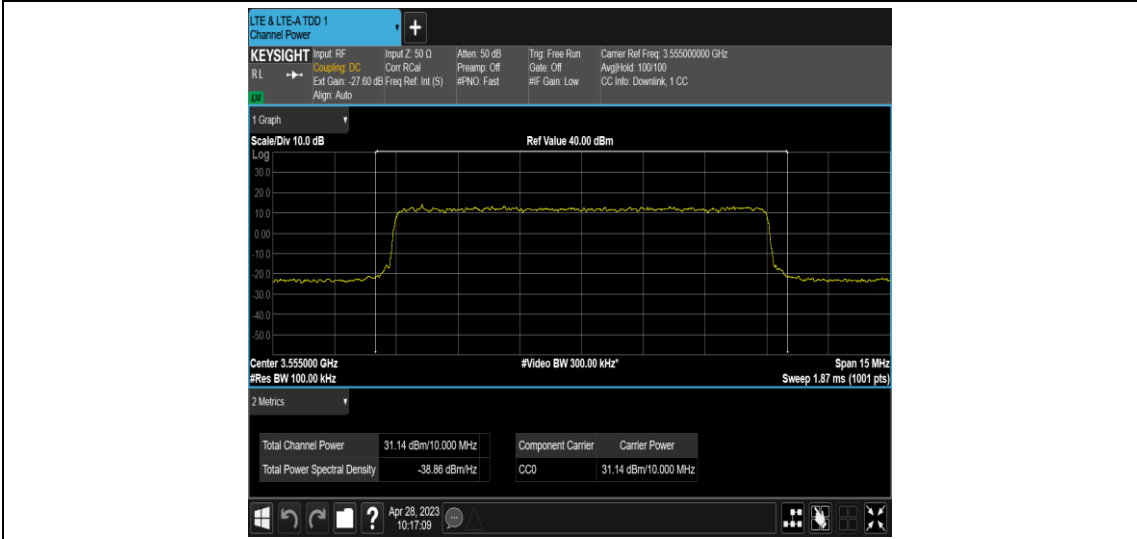 LTE & LTE-A TDD 1
Channel Power
KEYSIGHT
R L
Input: RF
Coupling: DC
Ext Gain: -27.60 dB
Align: Auto
Input Z: 50 Ω
Corr RCal
Freq Ref: Int (S)
Atten: 50 dB
Preamp: Off
#PNO: Fast
Trig: Free Run
Gate: Off
#IF Gain: Low
Carrier Ref Freq: 3.555000000 GHz
Avg|Hold: 100/100
CC Info: Downlink, 1 CC
1 Graph
Scale/Div 10.0 dB
Ref Value 40.00 dBm
Log
30.0
20.0
10.0
0.00
-10.0
-20.0
-30.0
-40.0
-50.0
Center 3.555000 GHz
#Video BW 300.00 kHz*
Span 15 MHz
#Res BW 100.00 kHz
Sweep 1.87 ms (1001 pts)
2 Metrics
Total Channel Power 31.14 dBm/10.000 MHz
Total Power Spectral Density -38.86 dBm/Hz
Component Carrier Carrier Power
CC0 31.14 dBm/10.000 MHz
?
Apr 28, 2023
10:17:09